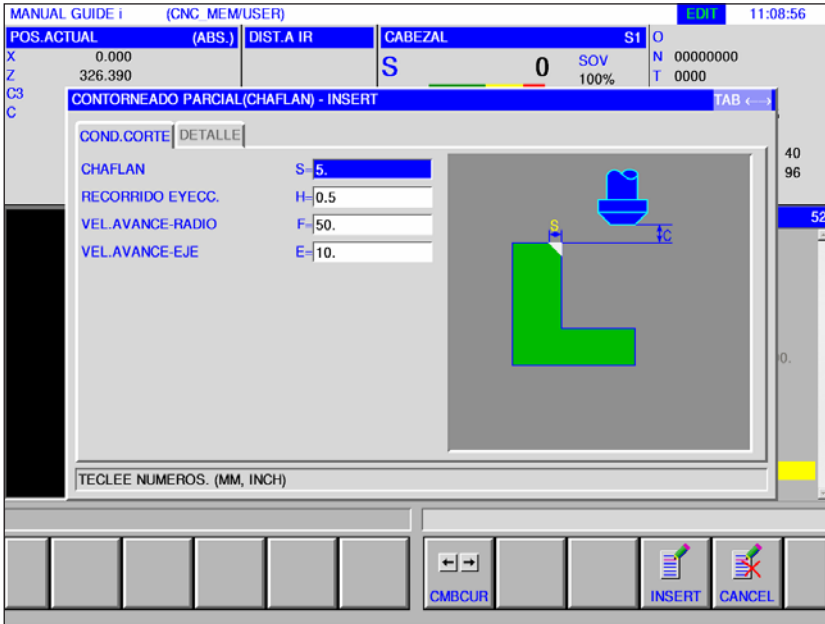 MANUAL GUIDE i (CNC_MEM/USER) EDIT 11:08:56
POS.ACTUAL (ABS.) DIST.A IR CABEZAL S1 O
X 0.000 N 00000000
Z 326.390 S 0 SOV 100% T 0000
C3
C
CONTORNEADO PARCIAL(CHAFLAN) - INSERT TAB ←→
COND.CORTE DETALLE
CHAFLAN S=5.
RECORRIDO EYECC. H=0.5
VEL.AVANCE-RADIO F=50.
VEL.AVANCE-EJE E=10.
S
C
40
96
52
0.
TECLEE NUMEROS. (MM, INCH)
←→
CMBCUR INSERT CANCEL